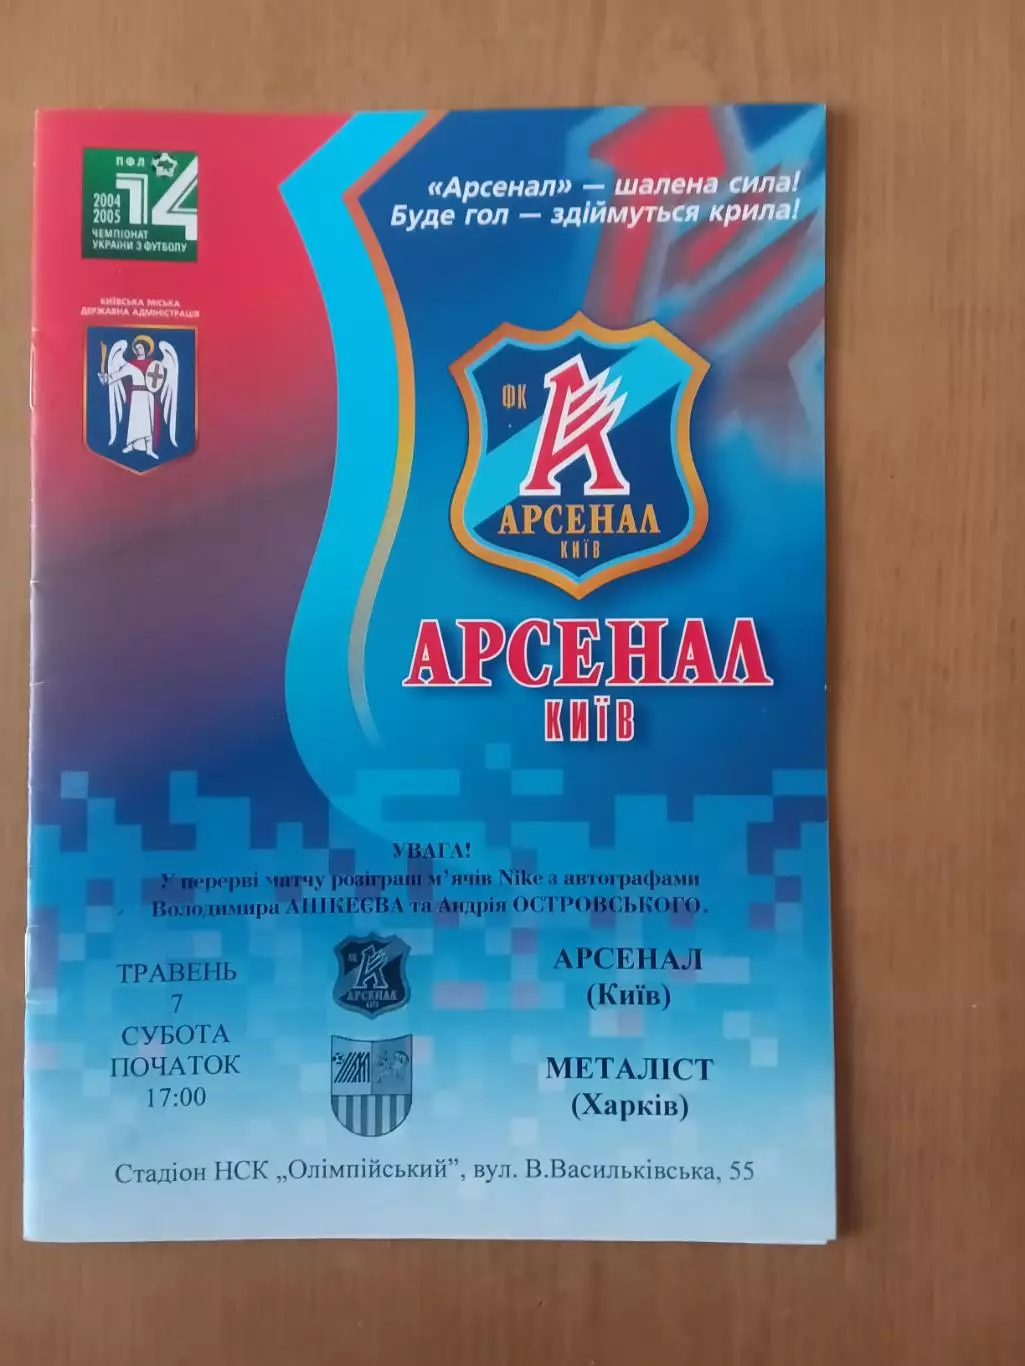 ПФЛ
14
2004
2005
ЧЕМПІОНАТ
УКРАЇНИ З ФУТБОЛУ
КИЇВСЬКА МІСЬКА
ДЕРЖАВНА АДМІНІСТРАЦІЯ
«Арсенал» — шалена сила!
Буде гол — здіймуться крила!
ФК
А
АРСЕНАЛ
КИЇВ
АРСЕНАЛ
КИЇВ
УВАГА!
У перерві матчу розіграш м’ячів Nike з автографами
Володимира АНІКЕЄВА та Андрія ОСТРОВСЬКОГО.
ТРАВЕНЬ
7
СУБОТА
ПОЧАТОК
17:00
АРСЕНАЛ
АРСЕНАЛ
(Київ)
МЕТАЛІСТ
(Харків)
Стадіон НСК „Олімпійський”, вул. В.Васильківська, 55